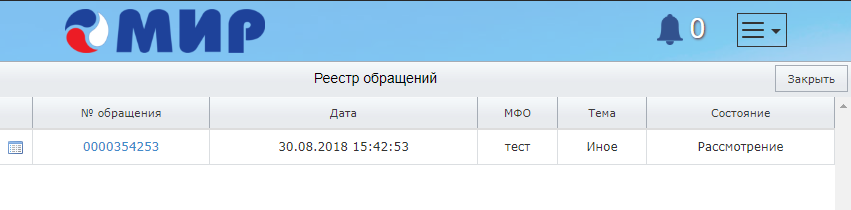 МИР
0
Реестр обращений
Закрыть
№ обращения Дата МФО Тема Состояние
0000354253 30.08.2018 15:42:53 тест Иное Рассмотрение